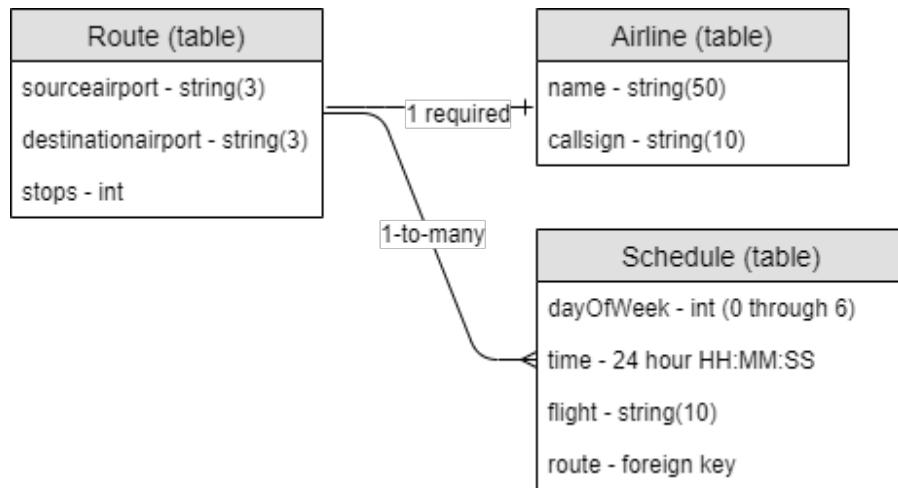 Route (table)
sourceairport - string(3)
destinationairport - string(3)
stops - int
1 required
Airline (table)
name - string(50)
callsign - string(10)
1-to-many
Schedule (table)
dayOfWeek - int (0 through 6)
time - 24 hour HH:MM:SS
flight - string(10)
route - foreign key